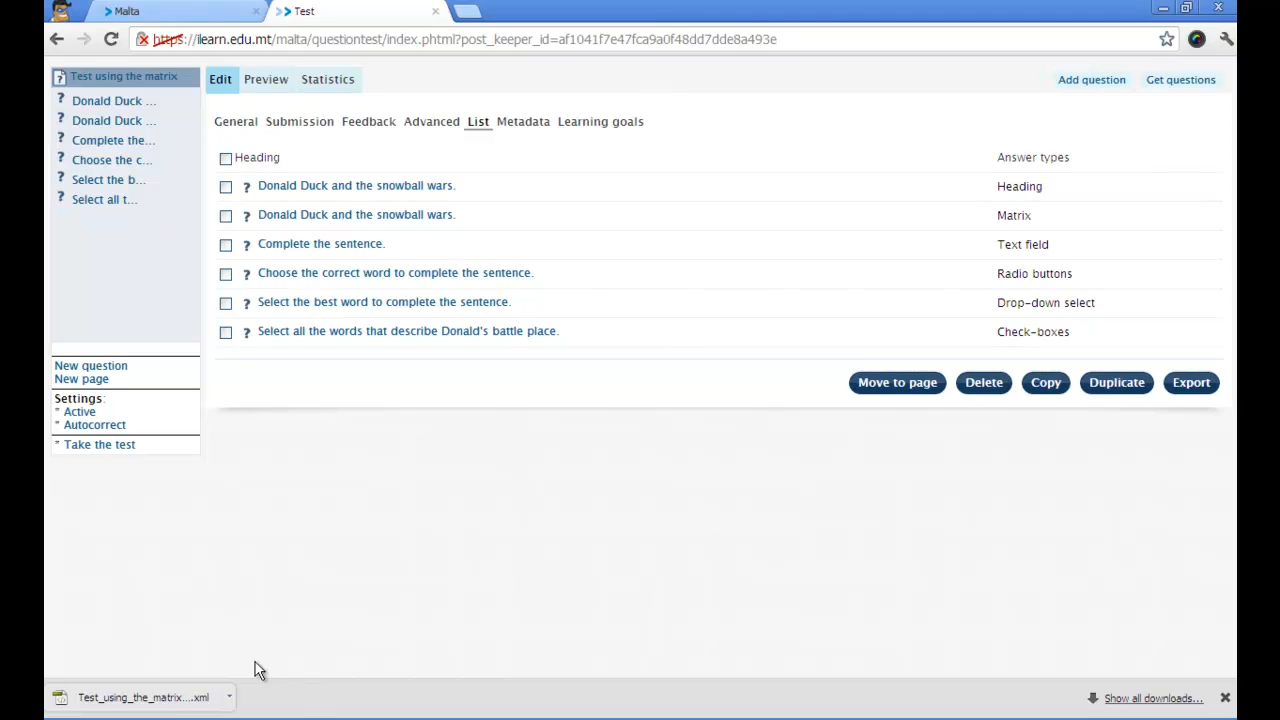 Malta
Test
https://ilearn.edu.mt/malta/questiontest/index.phtml?post_keeper_id=af1041f7e47fca9a0f48dd7dde8a493e
Test using the matrix
Donald Duck ...
Donald Duck ...
Complete the...
Choose the c...
Select the b...
Select all t...
New question
New page
Settings:
* Active
* Autocorrect
* Take the test
Edit Preview Statistics Add question Get questions
General Submission Feedback Advanced List Metadata Learning goals
Heading Answer types
? Donald Duck and the snowball wars. Heading
? Donald Duck and the snowball wars. Matrix
? Complete the sentence. Text field
? Choose the correct word to complete the sentence. Radio buttons
? Select the best word to complete the sentence. Drop-down select
? Select all the words that describe Donald's battle place. Check-boxes
Move to page Delete Copy Duplicate Export
Test_using_the_matrix....xml Show all downloads...